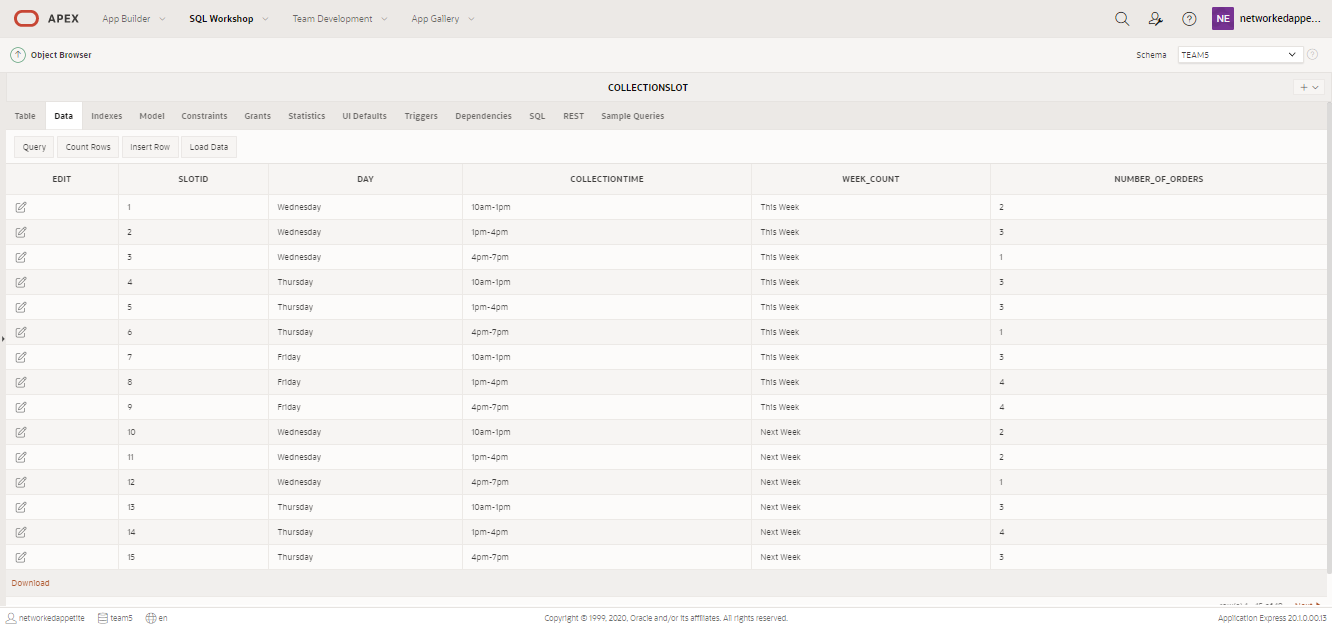 APEX App Builder SQL Workshop Team Development App Gallery NE networkedappe...
Object Browser Schema TEAM5
COLLECTIONSLOT
Table Data Indexes Model Constraints Grants Statistics UI Defaults Triggers Dependencies SQL REST Sample Queries
Query Count Rows Insert Row Load Data
EDIT SLOTID DAY COLLECTIONTIME WEEK_COUNT NUMBER_OF_ORDERS
1 Wednesday 10am-1pm This Week 2
2 Wednesday 1pm-4pm This Week 3
3 Wednesday 4pm-7pm This Week 1
4 Thursday 10am-1pm This Week 3
5 Thursday 1pm-4pm This Week 3
6 Thursday 4pm-7pm This Week 1
7 Friday 10am-1pm This Week 3
8 Friday 1pm-4pm This Week 4
9 Friday 4pm-7pm This Week 4
10 Wednesday 10am-1pm Next Week 2
11 Wednesday 1pm-4pm Next Week 2
12 Wednesday 4pm-7pm Next Week 1
13 Thursday 10am-1pm Next Week 3
14 Thursday 1pm-4pm Next Week 4
15 Thursday 4pm-7pm Next Week 3
Download
networkedappetite team5 en Copyright © 1999, 2020, Oracle and/or its affiliates. All rights reserved. Application Express 20.1.0.00.13